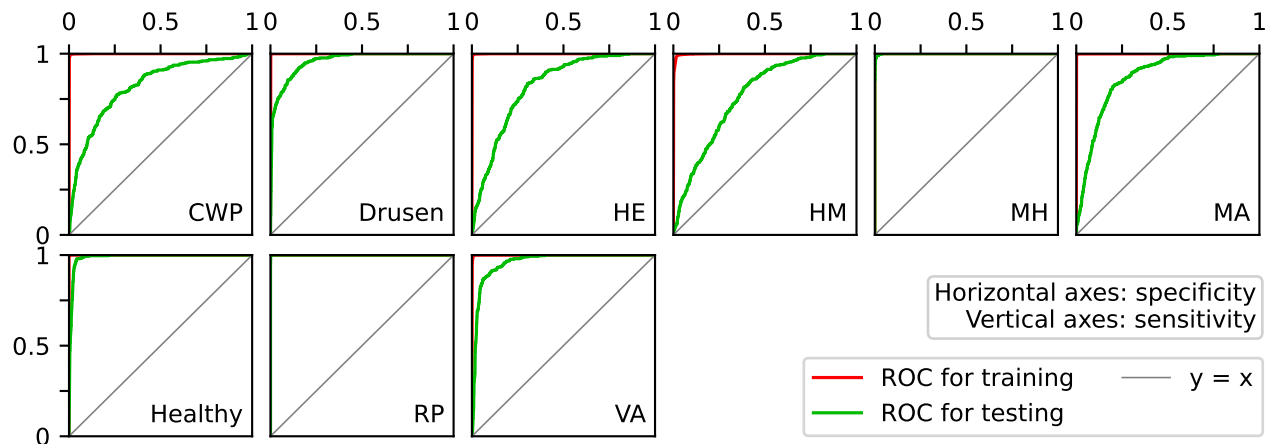 0 0.5 1 0 0.5 1 0 0.5 1 0 0.5 1 0 0.5 1 0 0.5 1
1
0.5
0
CWP Drusen HE HM MH MA
1
0.5
0
Healthy RP VA
Horizontal axes: specificity
Vertical axes: sensitivity
ROC for training y = x
ROC for testing